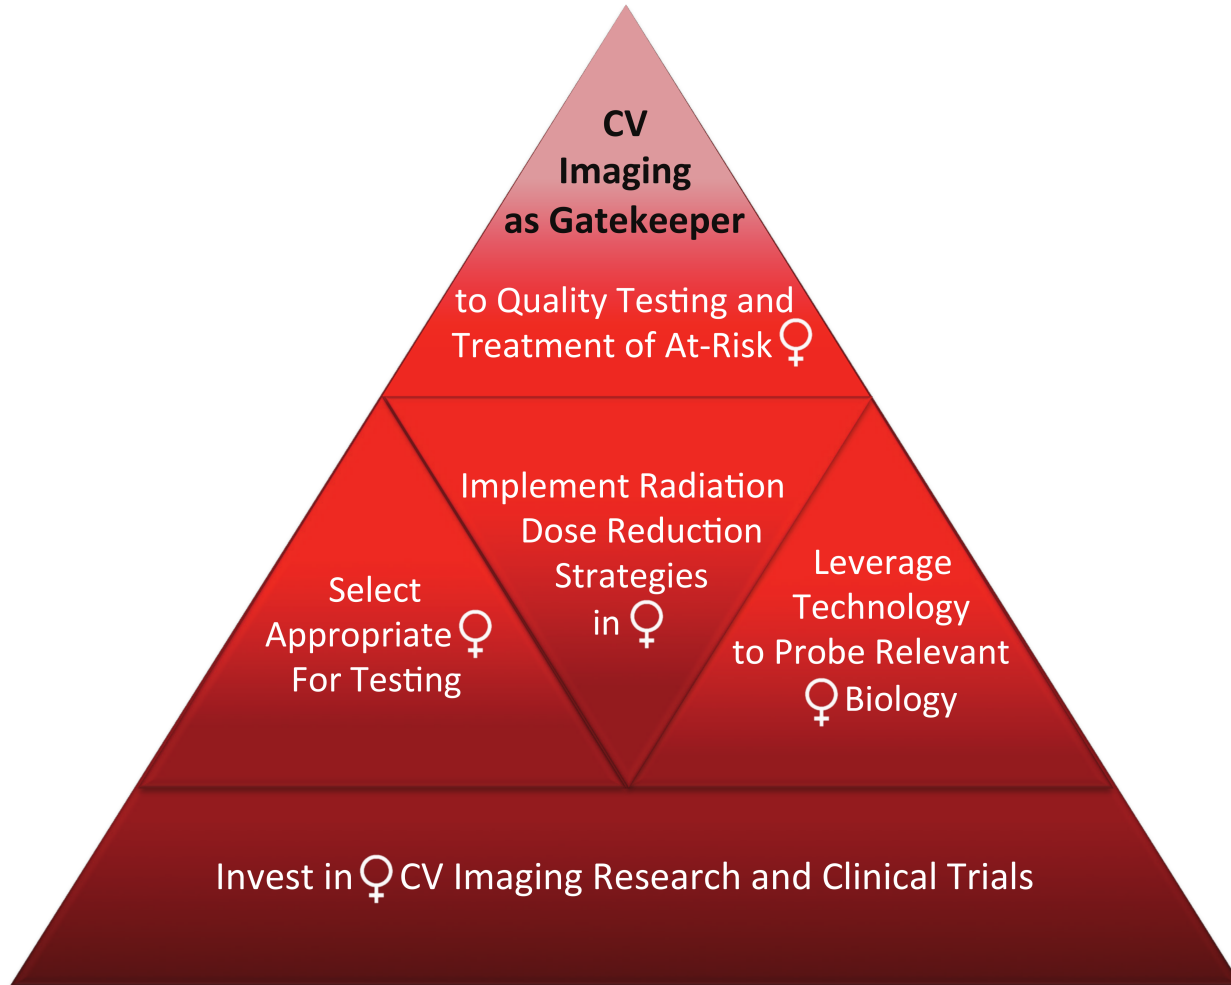 CV
Imaging
as Gatekeeper
to Quality Testing and
Treatment of At-Risk ♀
Implement Radiation
Dose Reduction
Strategies
in ♀
Select
Appropriate ♀
For Testing
Leverage
Technology
to Probe Relevant
♀ Biology
Invest in ♀ CV Imaging Research and Clinical Trials